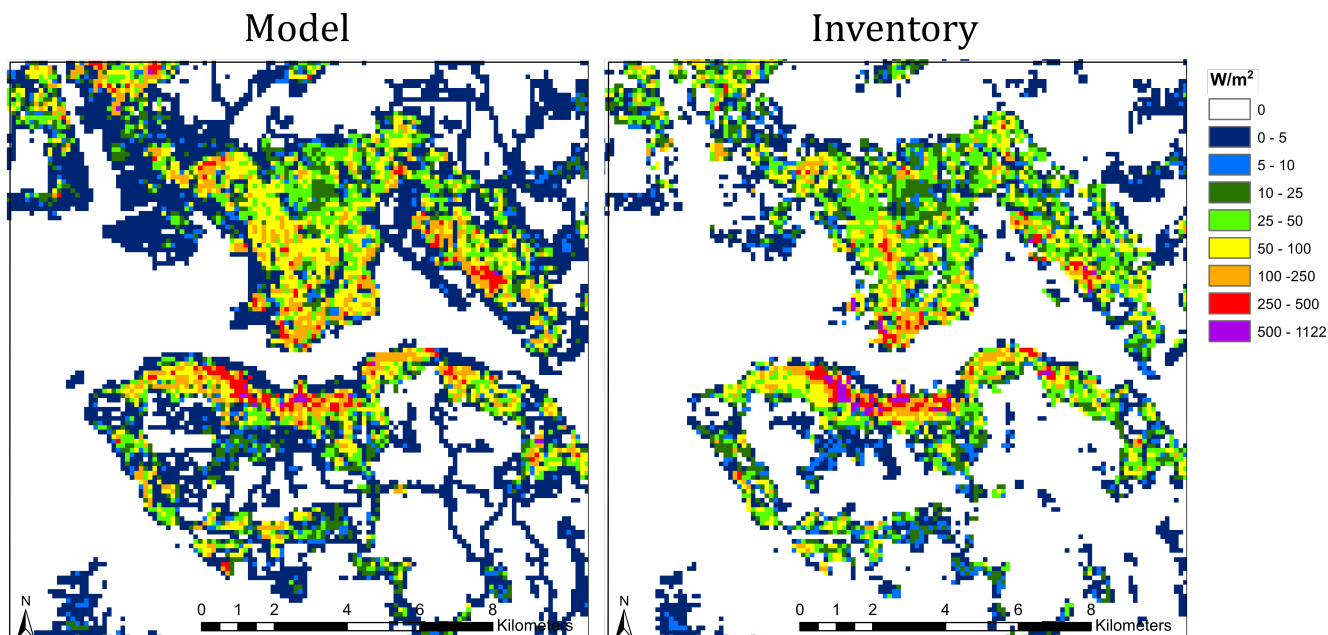 Model Inventory
W/m²
0
0 - 5
5 - 10
10 - 25
25 - 50
50 - 100
100 -250
250 - 500
500 - 1122
N
0 1 2 4 6 8
Kilometers
N
0 1 2 4 6 8
Kilometers